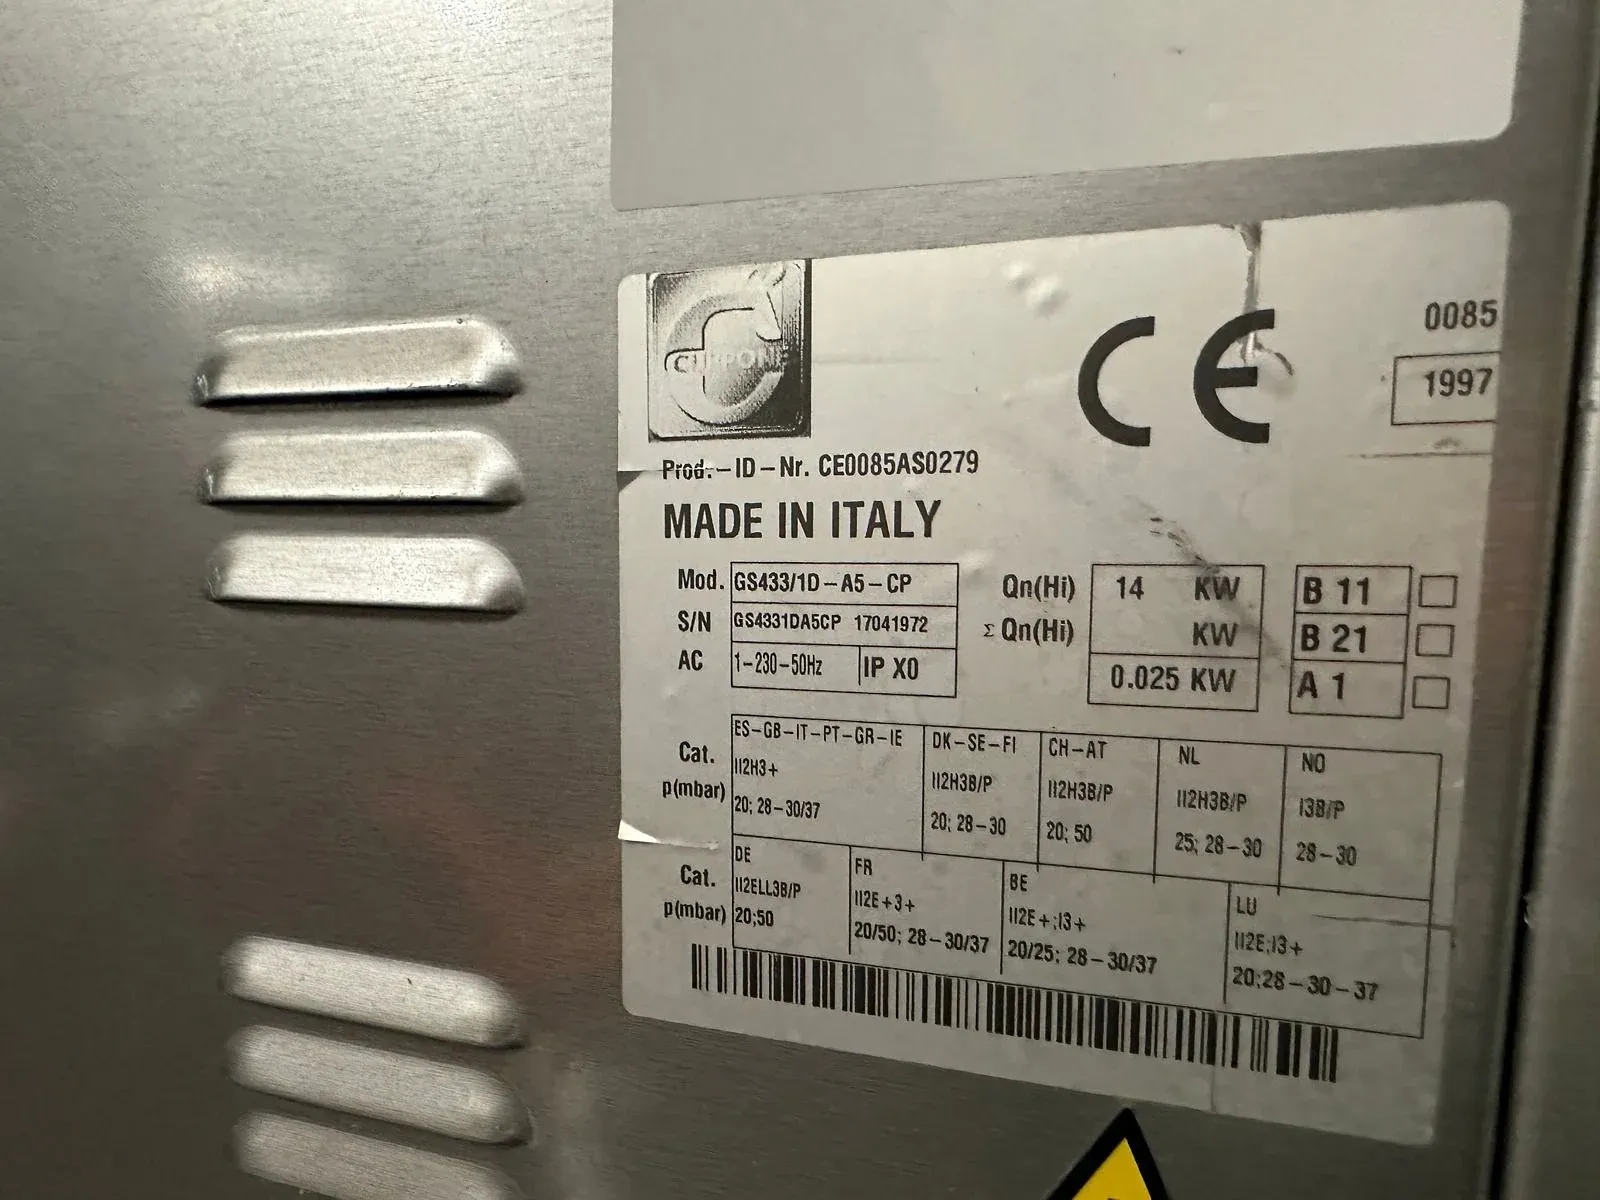 CUPPONE
CE 0085
1997
Prod.-ID-Nr. CE0085AS0279
MADE IN ITALY
Mod. GS433/1D-A5-CP
S/N GS4331DA5CP 17041972
AC 1-230-50Hz IP X0
Qn(Hi) 14 KW
Σ Qn(Hi) KW
0.025 KW
B 11
B 21
A 1
Cat.
p(mbar)
ES-GB-IT-PT-GR-IE
II2H3+
20; 28-30/37
DK-SE-FI
II2H3B/P
20; 28-30
CH-AT
II2H3B/P
20; 50
NL
II2H3B/P
25; 28-30
NO
I3B/P
28-30
Cat.
p(mbar)
DE
II2ELL3B/P
20;50
FR
II2E+3+
20/50; 28-30/37
BE
II2E+;I3+
20/25; 28-30/37
LU
II2E;I3+
20;28-30-37